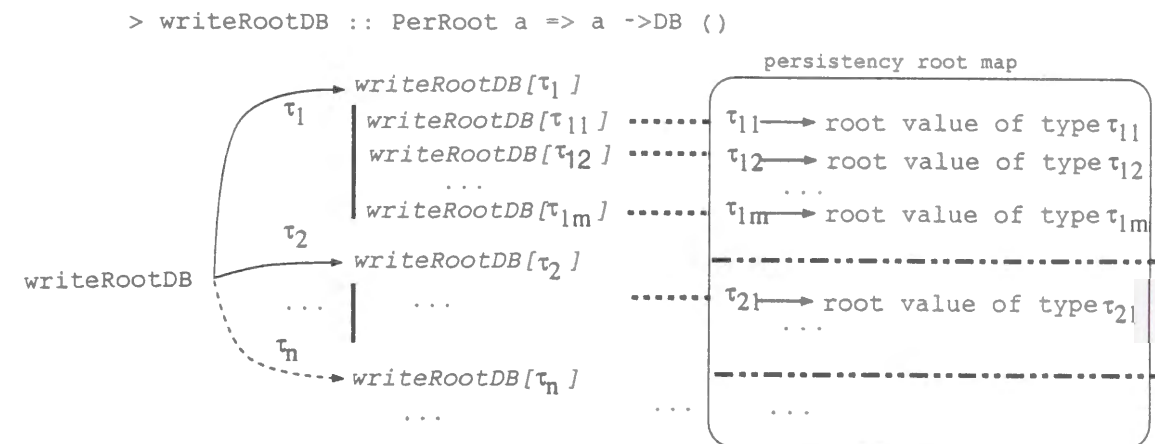 > writeRootDB :: PerRoot a => a ->DB ()
persistency root map
τ1 writeRootDB[τ1 ]
writeRootDB[τ11 ] τ11 root value of type τ11
writeRootDB[τ12 ] τ12 root value of type τ12
... ...
writeRootDB[τ1m ] τ1m root value of type τ1m
τ2 writeRootDB[τ2 ]
writeRootDB
... ... τ21 root value of type τ21
...
τn writeRootDB[τn ]
... ... ...